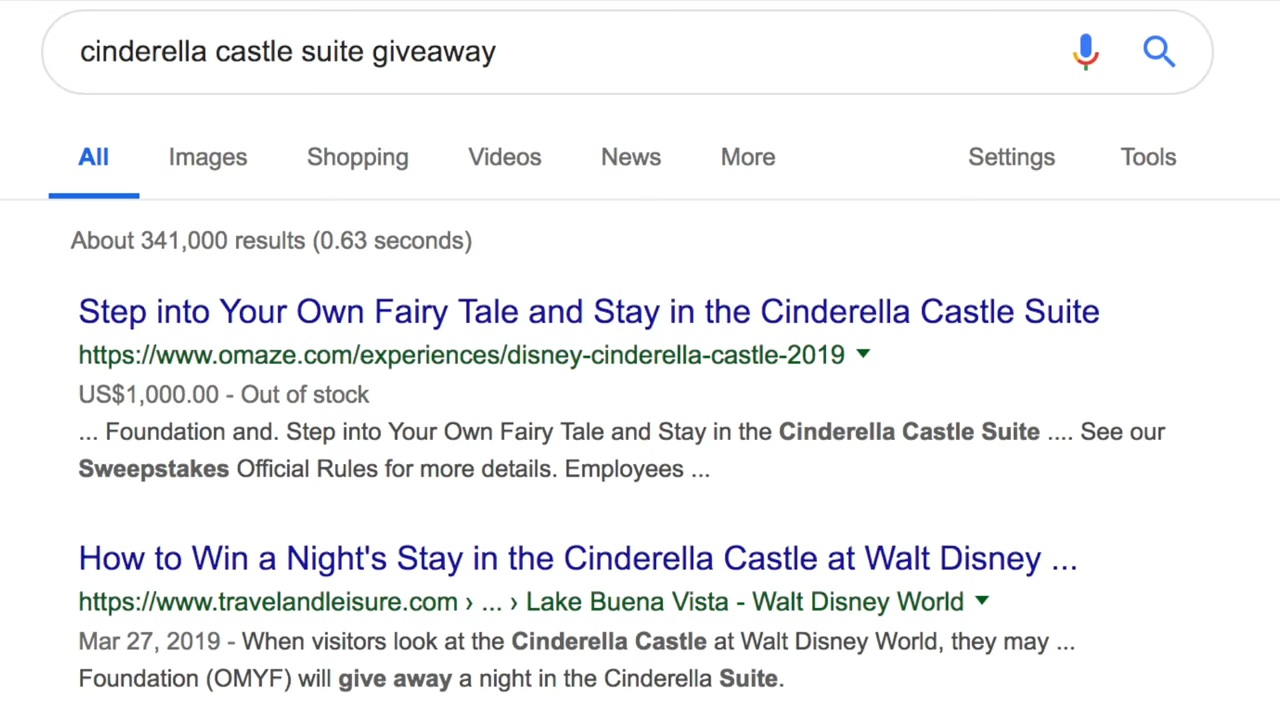 cinderella castle suite giveaway
All Images Shopping Videos News More Settings Tools
About 341,000 results (0.63 seconds)
Step into Your Own Fairy Tale and Stay in the Cinderella Castle Suite
https://www.omaze.com/experiences/disney-cinderella-castle-2019
US$1,000.00 - Out of stock
... Foundation and. Step into Your Own Fairy Tale and Stay in the Cinderella Castle Suite .... See our
Sweepstakes Official Rules for more details. Employees ...
How to Win a Night's Stay in the Cinderella Castle at Walt Disney ...
https://www.travelandleisure.com › ... › Lake Buena Vista - Walt Disney World
Mar 27, 2019 - When visitors look at the Cinderella Castle at Walt Disney World, they may ...
Foundation (OMYF) will give away a night in the Cinderella Suite.